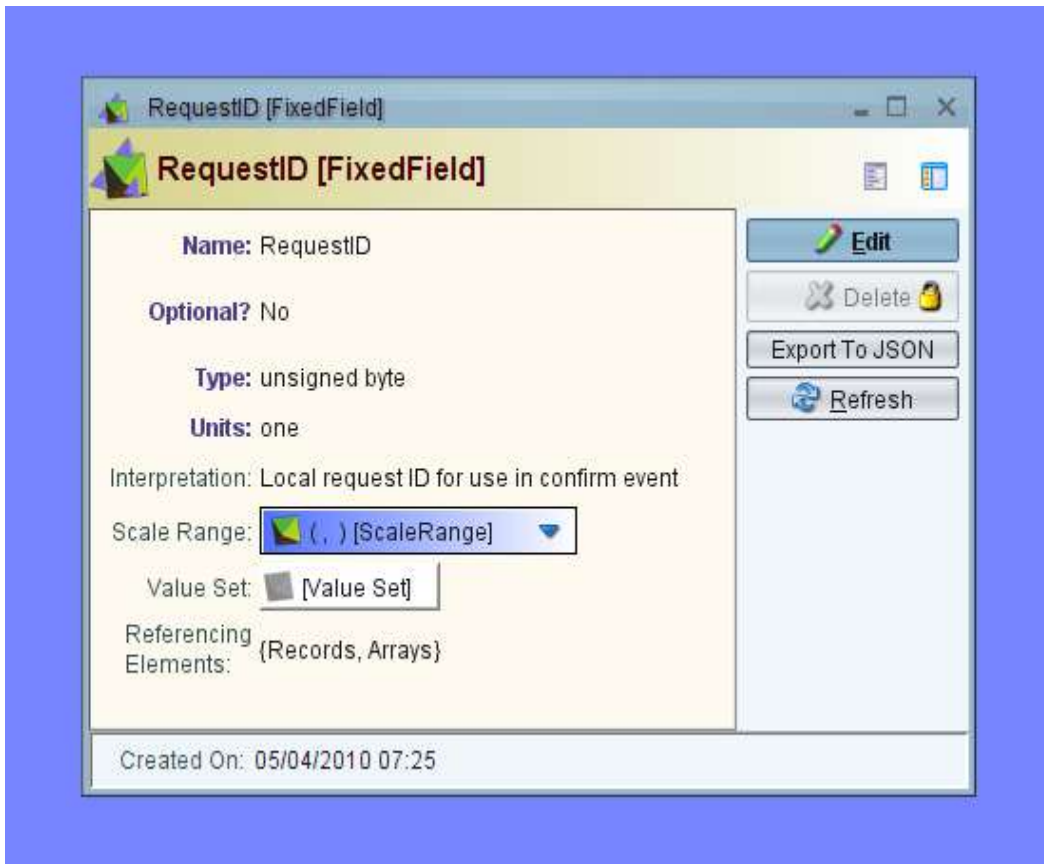 RequestID [FixedField]
RequestID [FixedField]
Name: RequestID
Optional? No
Type: unsigned byte
Units: one
Interpretation: Local request ID for use in confirm event
Scale Range: ( , ) [ScaleRange]
Value Set: [Value Set]
Referencing
Elements: {Records, Arrays}
Edit
Delete
Export To JSON
Refresh
Created On: 05/04/2010 07:25